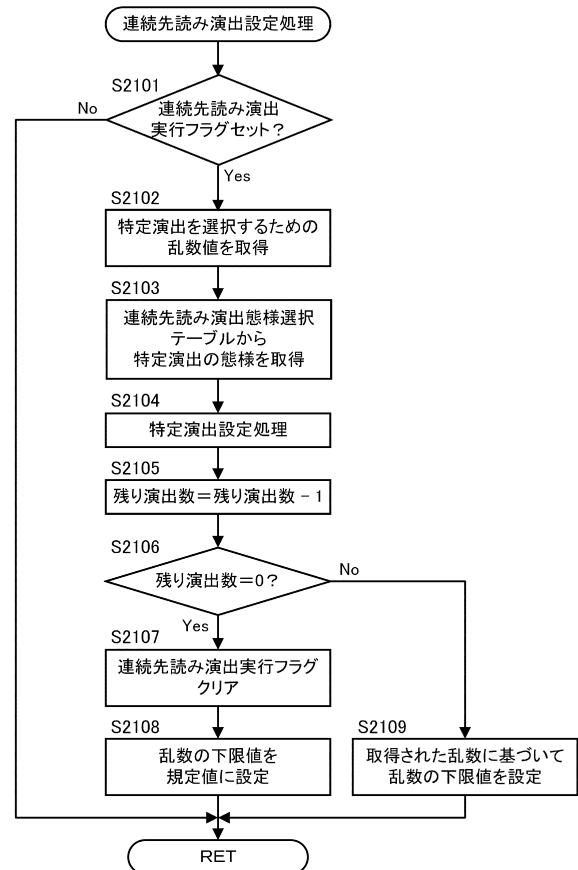 連続先読み演出設定処理
S2101
連続先読み演出
実行フラグセット？
No
Yes
S2102
特定演出を選択するための
乱数値を取得
S2103
連続先読み演出態様選択
テーブルから
特定演出の態様を取得
S2104
特定演出設定処理
S2105
残り演出数＝残り演出数－1
S2106
残り演出数＝0？
No
Yes
S2107
連続先読み演出実行フラグ
クリア
S2108
乱数の下限値を
規定値に設定
S2109
取得された乱数に基づいて
乱数の下限値を設定
RET